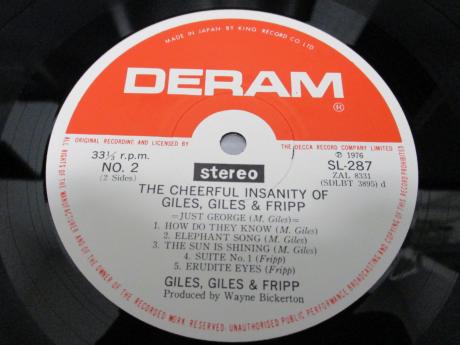 MADE IN JAPAN BY KING RECORD CO. LTD.
DERAM
®
ORIGINAL RECORDING AND LICENSED BY THE DECCA RECORD COMPANY LIMITED
33⅓ r.p.m.
NO. 2
(2 Sides)
stereo
℗ 1976
SL-287
ZAL 8331
(SDLBT 3895) d
THE CHEERFUL INSANITY OF
GILES, GILES & FRIPP
=JUST GEORGE (M. Giles)=
1. HOW DO THEY KNOW (M. Giles)
2. ELEPHANT SONG (M. Giles)
3. THE SUN IS SHINING (M. Giles)
4. SUITE No. 1 (Fripp)
5. ERUDITE EYES (Fripp)
GILES, GILES & FRIPP
Produced by Wayne Bickerton
ALL RIGHTS OF THE MANUFACTURER AND OF THE OWNER OF THE RECORDED WORK RESERVED. UNAUTHORISED PUBLIC PERFORMANCE, BROADCASTING AND COPYING OF THIS RECORD PROHIBITED